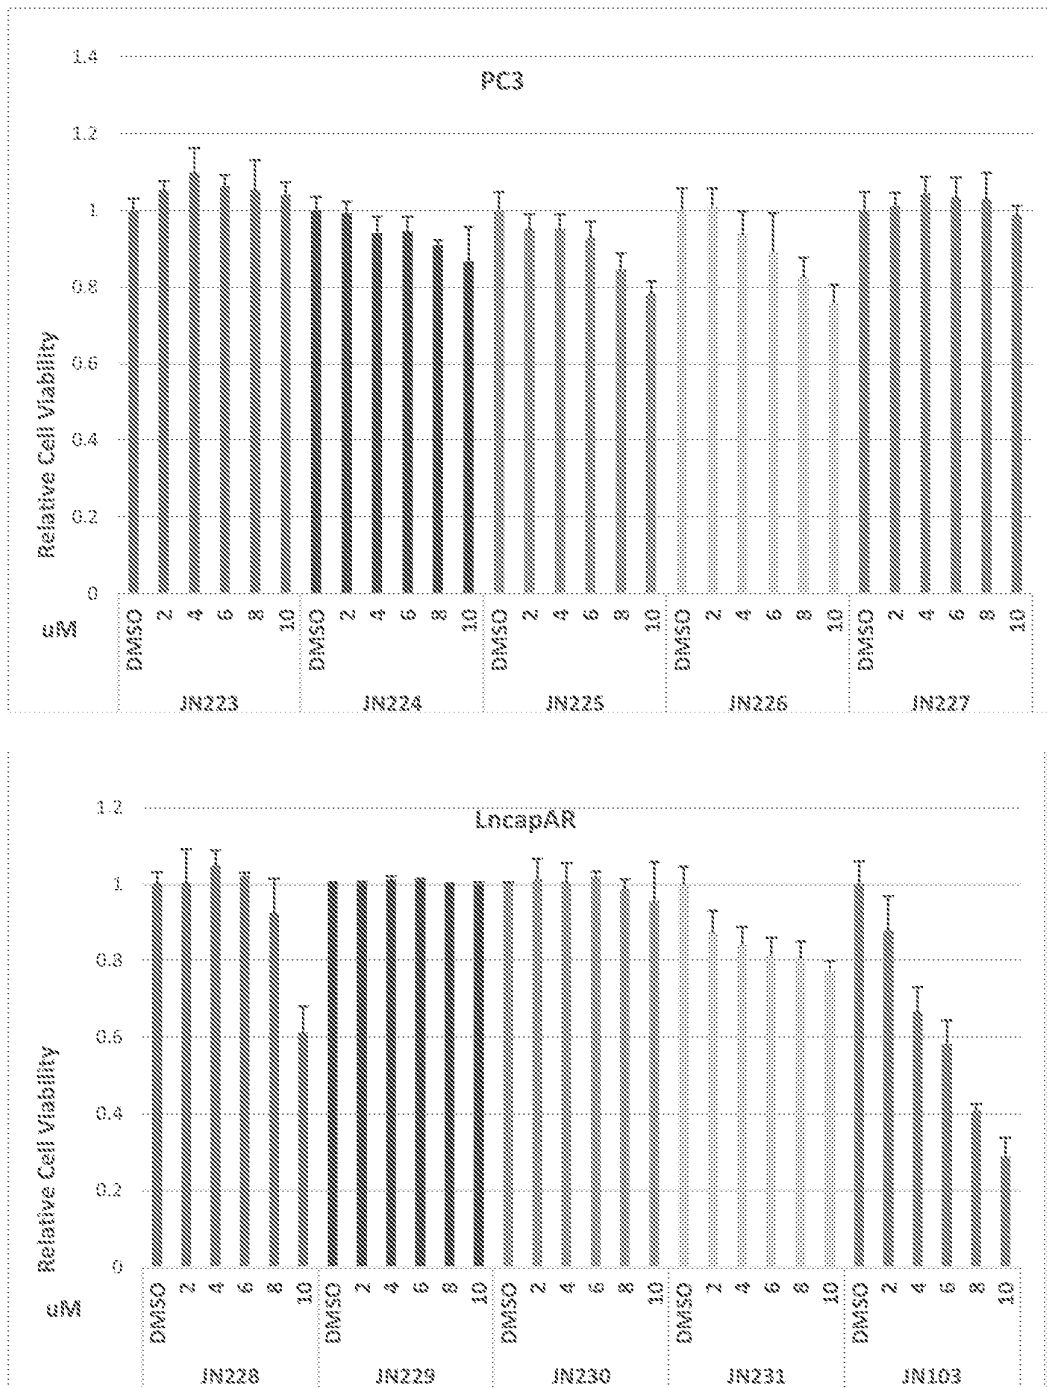 1.4
PC3
1.2
1
0.8
0.6
0.4
0.2
0
Relative Cell Viability
uM
DMSO 2 4 6 8 10 DMSO 2 4 6 8 10 DMSO 2 4 6 8 10 DMSO 2 4 6 8 10 DMSO 2 4 6 8 10
JN223 JN224 JN225 JN226 JN227
1.2
LncapAR
1
0.8
0.6
0.4
0.2
0
Relative Cell Viability
uM
DMSO 2 4 6 8 10 DMSO 2 4 6 8 10 DMSO 2 4 6 8 10 DMSO 2 4 6 8 10 DMSO 2 4 6 8 10
JN228 JN229 JN230 JN231 JN103